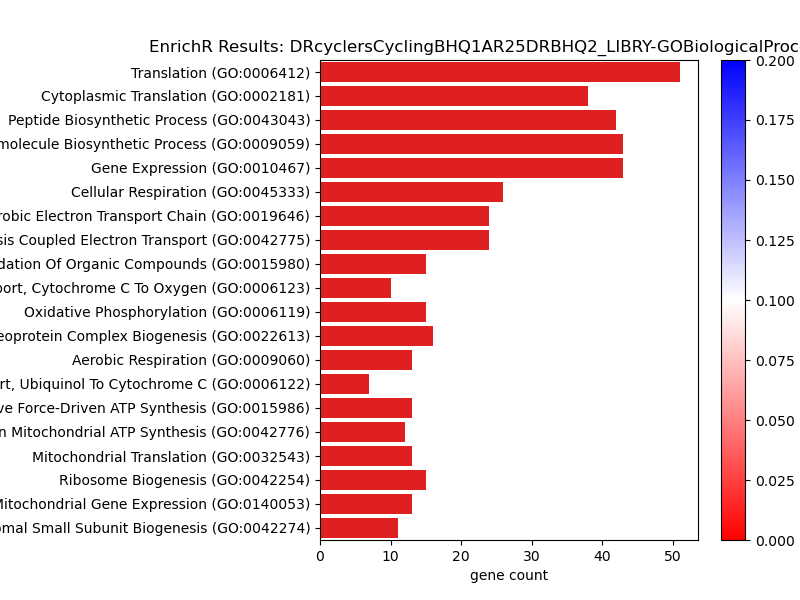 EnrichR Results: DRcyclersCyclingBHQ1AR25DRBHQ2_LIBRY-GOBiologicalProc
Translation (GO:0006412)
Cytoplasmic Translation (GO:0002181)
Peptide Biosynthetic Process (GO:0043043)
molecule Biosynthetic Process (GO:0009059)
Gene Expression (GO:0010467)
Cellular Respiration (GO:0045333)
robic Electron Transport Chain (GO:0019646)
sis Coupled Electron Transport (GO:0042775)
dation Of Organic Compounds (GO:0015980)
port, Cytochrome C To Oxygen (GO:0006123)
Oxidative Phosphorylation (GO:0006119)
eoprotein Complex Biogenesis (GO:0022613)
Aerobic Respiration (GO:0009060)
rt, Ubiquinol To Cytochrome C (GO:0006122)
ve Force-Driven ATP Synthesis (GO:0015986)
n Mitochondrial ATP Synthesis (GO:0042776)
Mitochondrial Translation (GO:0032543)
Ribosome Biogenesis (GO:0042254)
Mitochondrial Gene Expression (GO:0140053)
omal Small Subunit Biogenesis (GO:0042274)
0 10 20 30 40 50
gene count
0.200
0.175
0.150
0.125
0.100
0.075
0.050
0.025
0.000